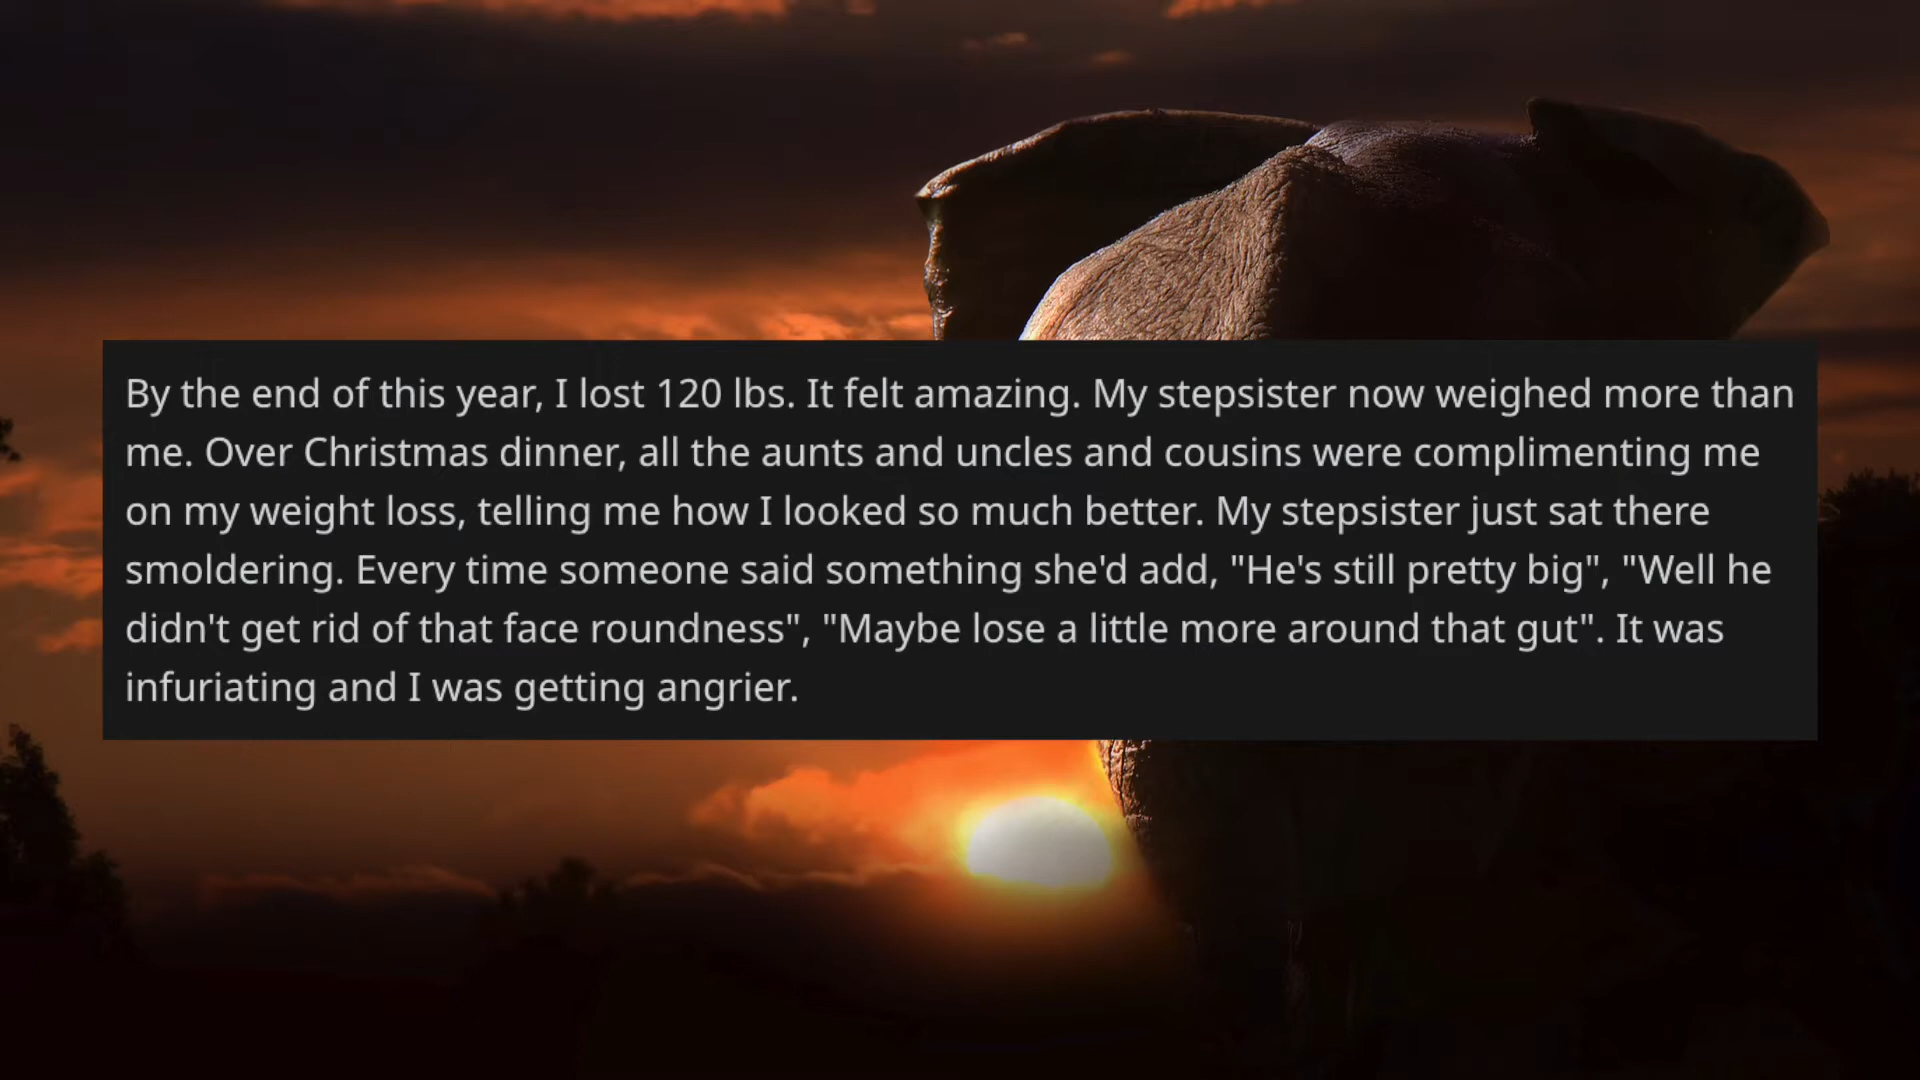 By the end of this year, I lost 120 lbs. It felt amazing. My stepsister now weighed more than
me. Over Christmas dinner, all the aunts and uncles and cousins were complimenting me
on my weight loss, telling me how I looked so much better. My stepsister just sat there
smoldering. Every time someone said something she'd add, "He's still pretty big", "Well he
didn't get rid of that face roundness", "Maybe lose a little more around that gut". It was
infuriating and I was getting angrier.